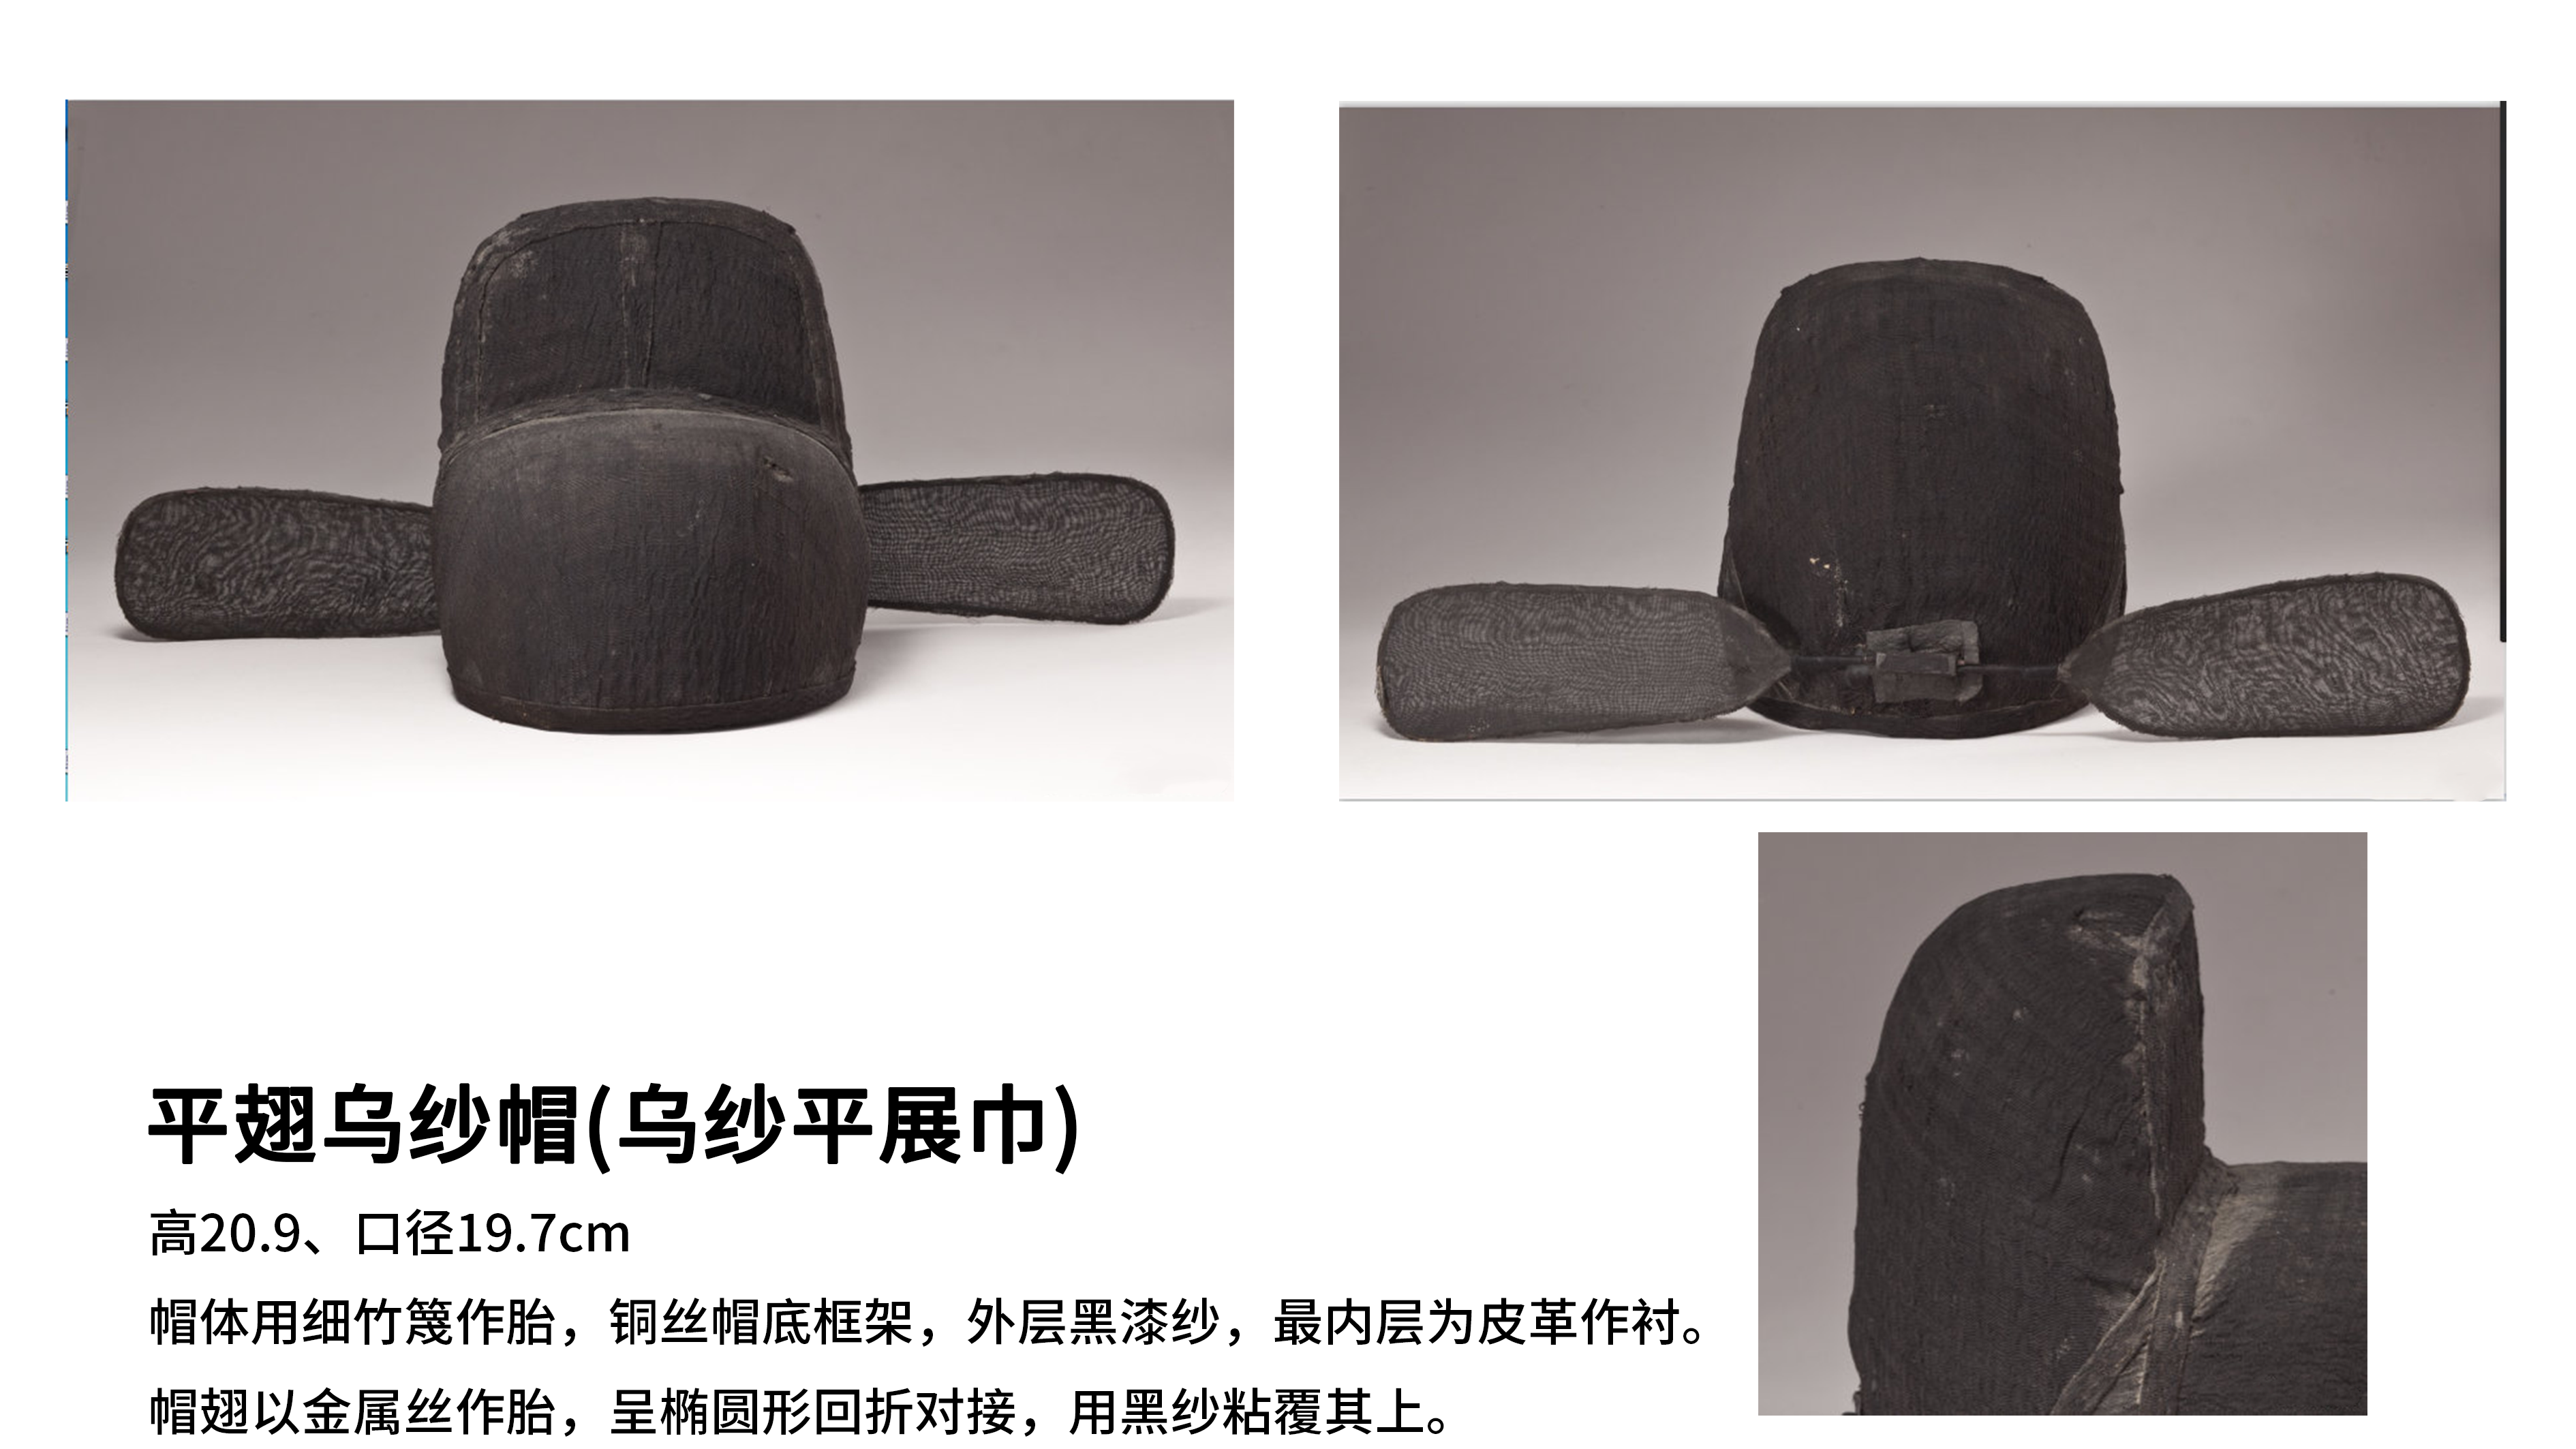 平翅乌纱帽(乌纱平展巾)
高20.9、口径19.7cm
帽体用细竹篾作胎，铜丝帽底框架，外层黑漆纱，最内层为皮革作衬。
帽翅以金属丝作胎，呈椭圆形回折对接，用黑纱粘覆其上。